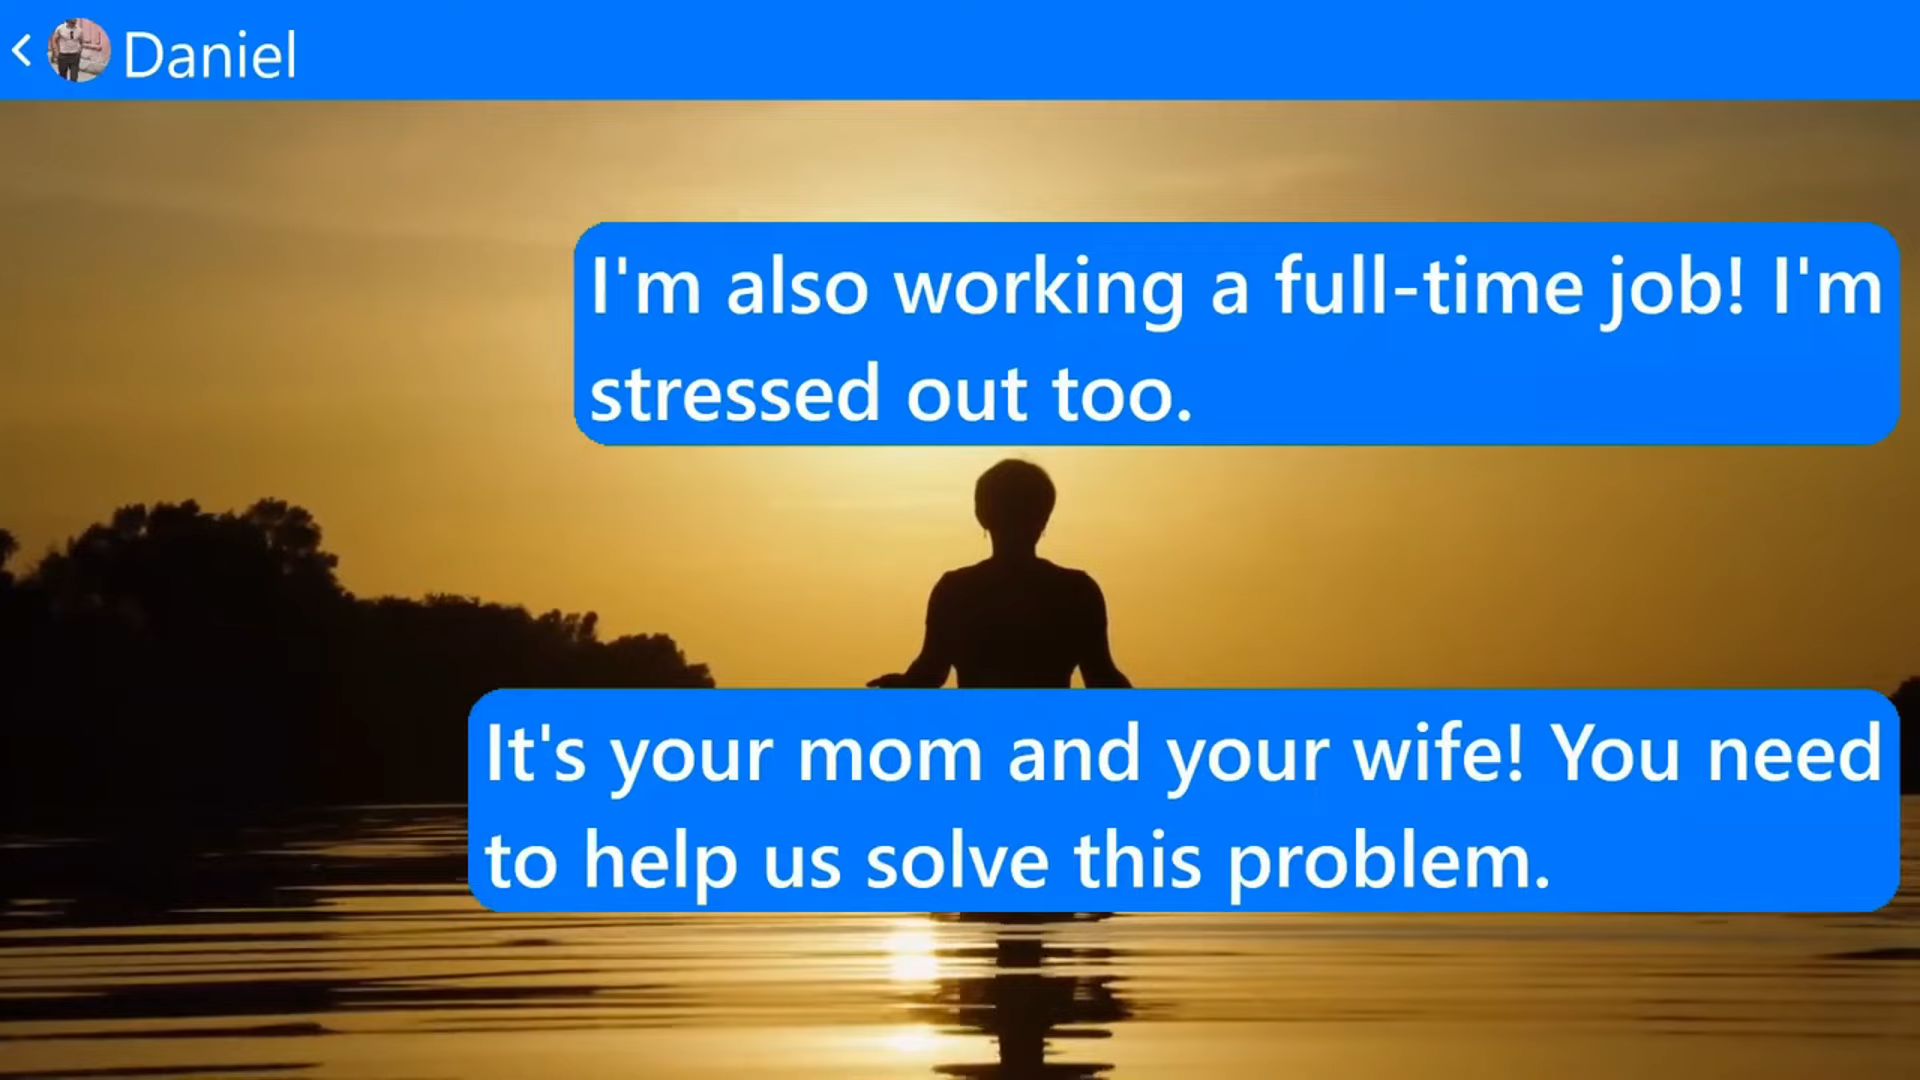 Daniel
I'm also working a full-time job! I'm
stressed out too.
It's your mom and your wife! You need
to help us solve this problem.